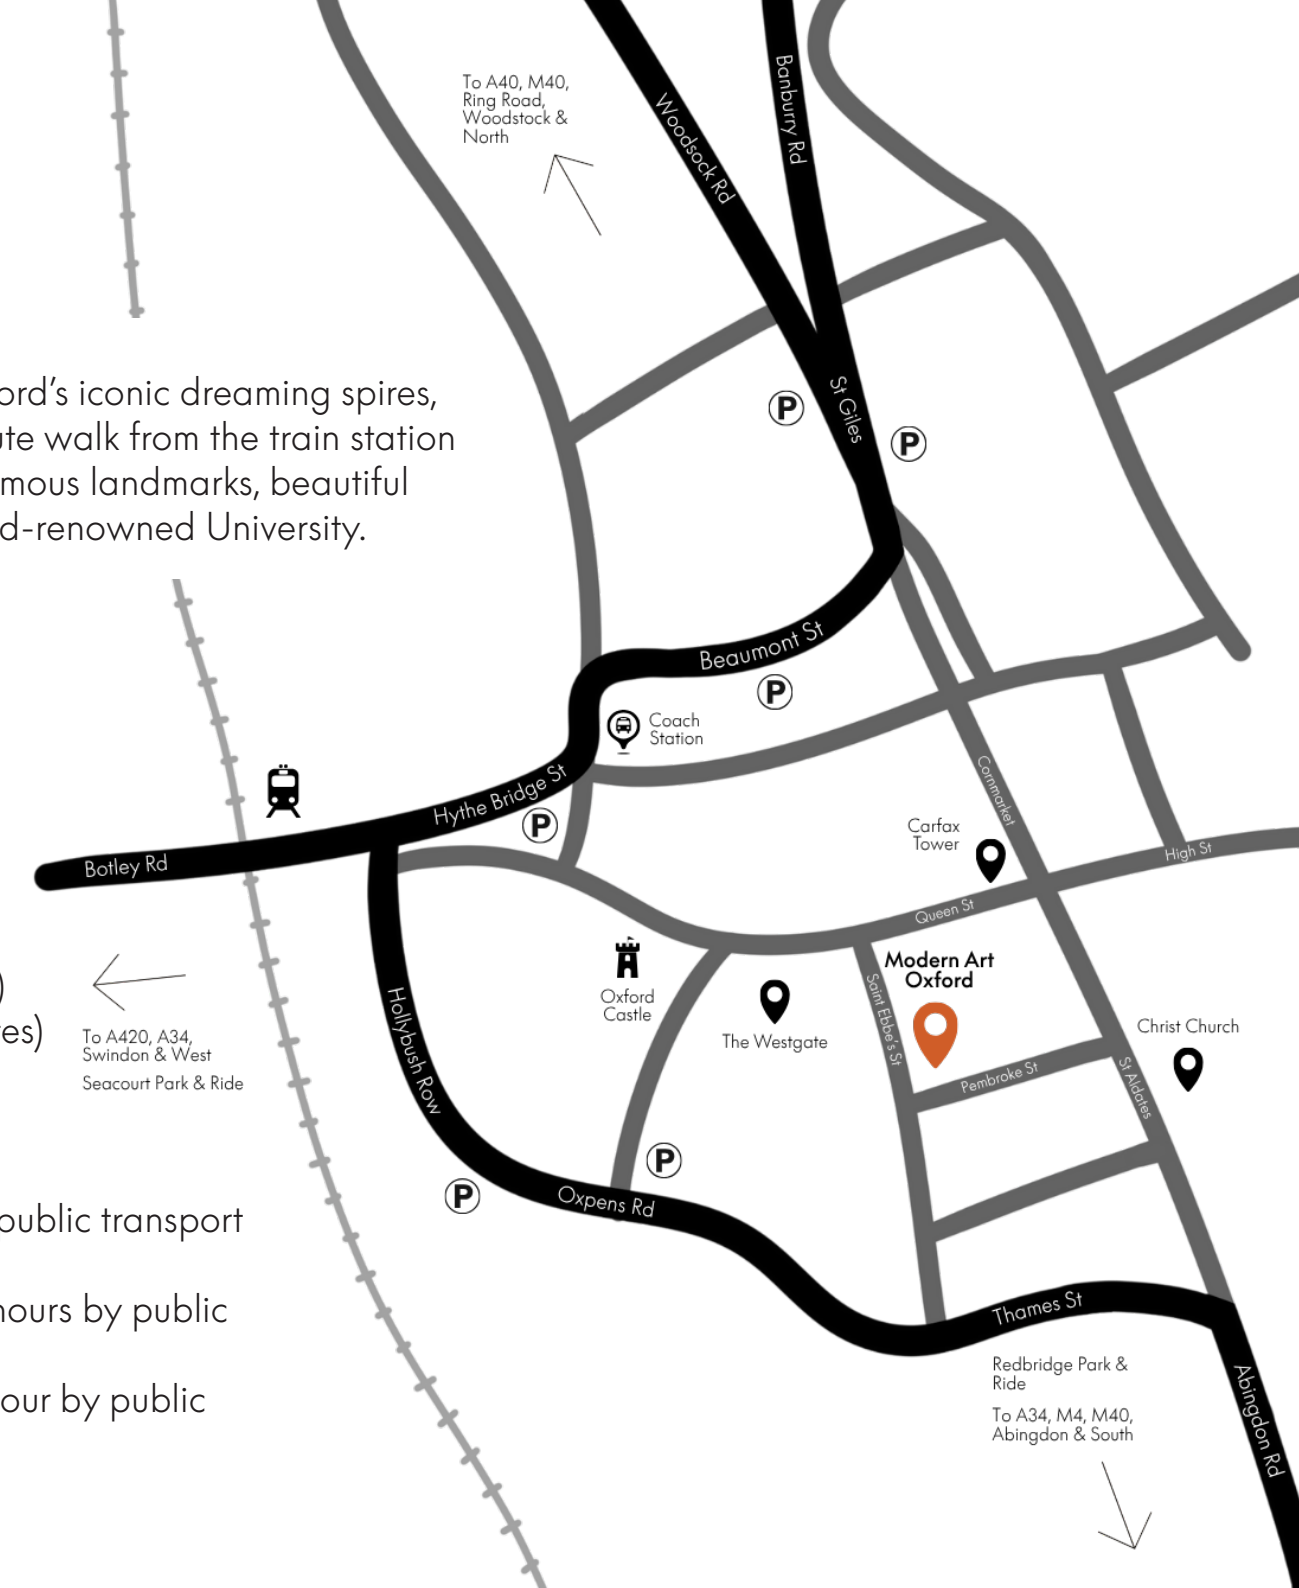 To A40, M40,
Ring Road,
Woodstock &
North
Woodsock Rd
Banburry Rd
ord's iconic dreaming spires,
ute walk from the train station
mous landmarks, beautiful
d-renowned University.
St Giles
P
P
Beaumont St
P
Coach
Station
Hythe Bridge St
P
Botley Rd
Cornmarket
Carfax
Tower
High St
Queen St
Modern Art
Oxford
Saint Ebbe's St
Oxford
Castle
The Westgate
Christ Church
Pembroke St
St Aldates
Hollybush Row
)
es)
To A420, A34,
Swindon & West
Seacourt Park & Ride
P
P
Oxpens Rd
public transport
hours by public
our by public
Thames St
Redbridge Park &
Ride
To A34, M4, M40,
Abingdon & South
Abingdon Rd